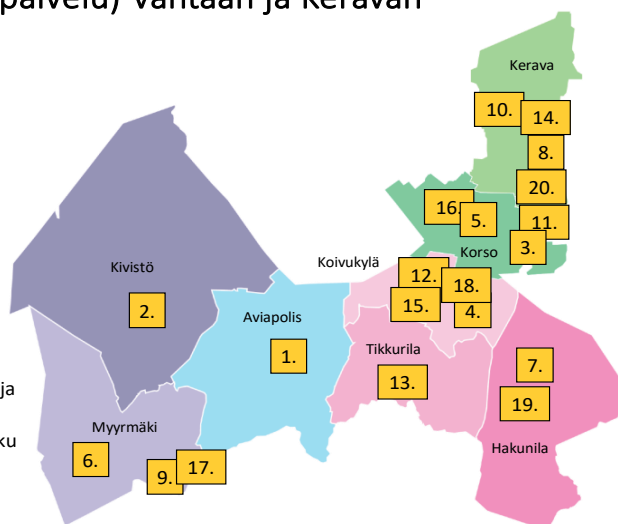 palvelu) Vantaan ja Keravan
Kerava
10.
14.
8.
20.
16.
5.
11.
3.
Korso
Koivukylä
12.
18.
15.
4.
Kivistö
2.
Aviapolis
1.
Tikkurila
13.
7.
19.
Hakunila
ja
ku
Myyrmäki
6.
9.
17.